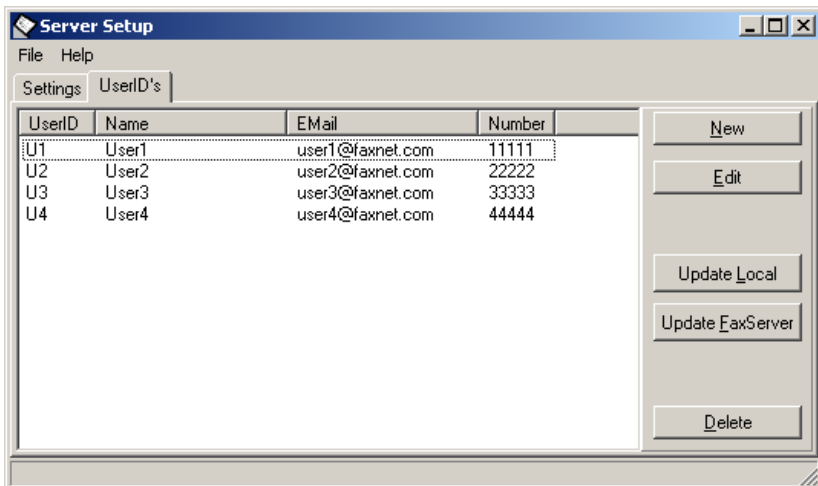 Server Setup
File Help
Settings UserID's
UserID Name EMail Number
U1 User1 user1@faxnet.com 11111
U2 User2 user2@faxnet.com 22222
U3 User3 user3@faxnet.com 33333
U4 User4 user4@faxnet.com 44444
New
Edit
Update Local
Update FaxServer
Delete